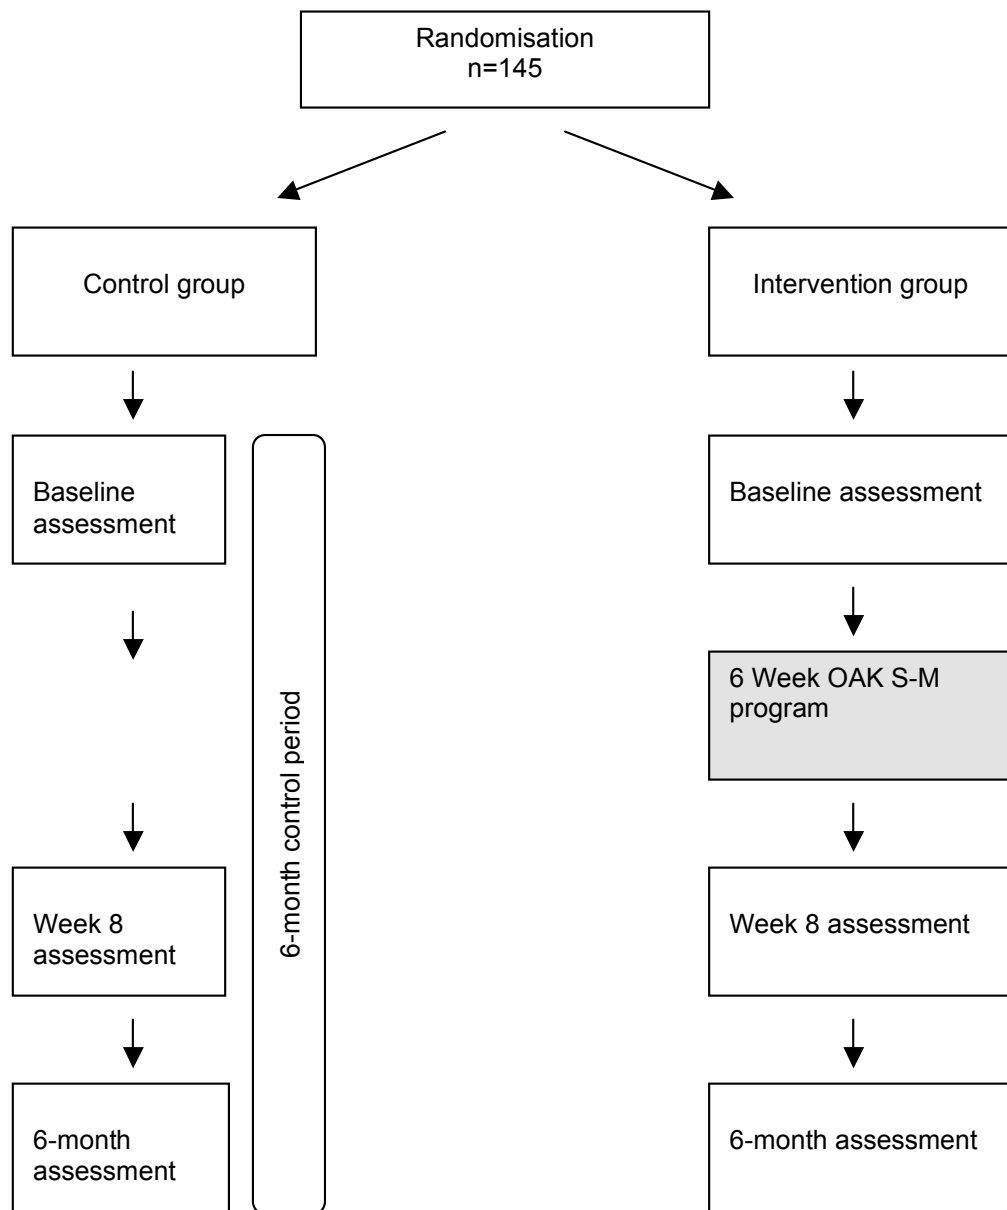 Randomisation
n=145
Control group
Intervention group
Baseline
assessment
Baseline assessment
6-month control period
6 Week OAK S-M
program
Week 8
assessment
Week 8 assessment
6-month
assessment
6-month assessment